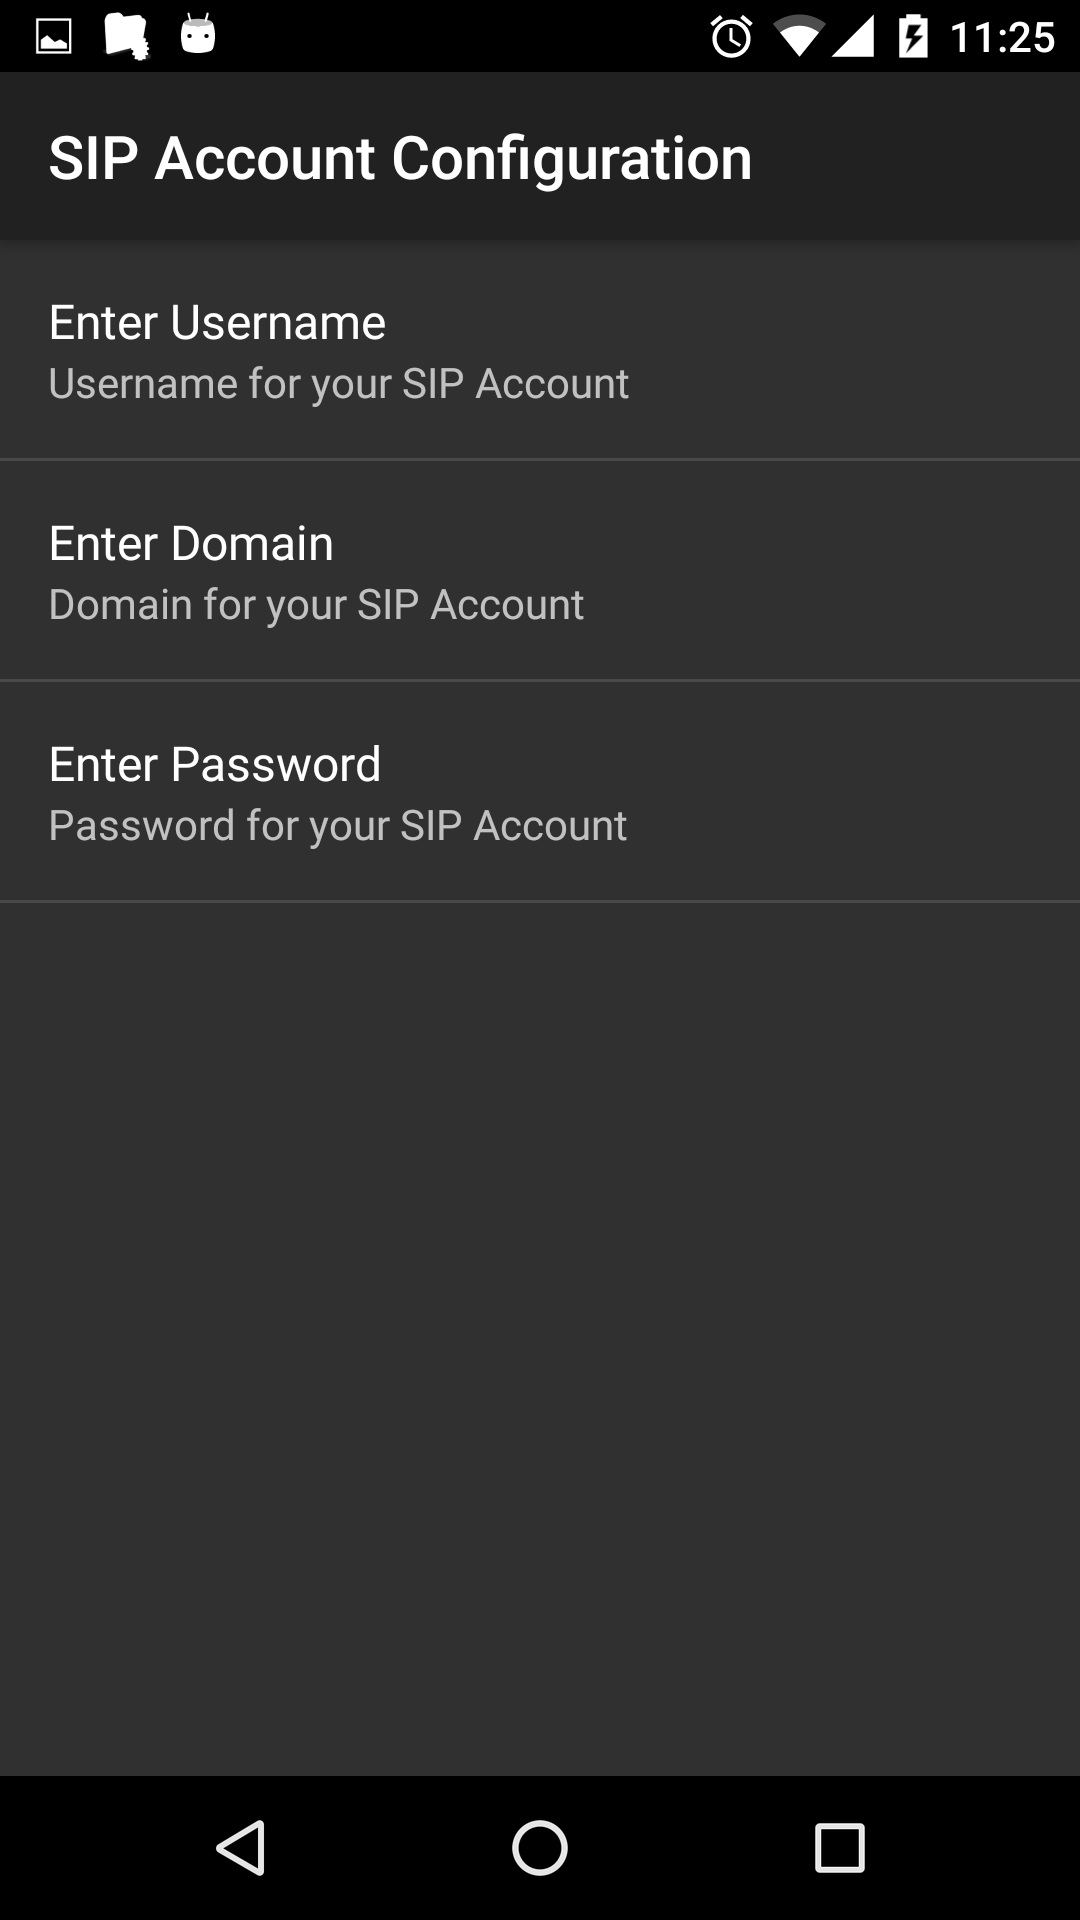 11:25
SIP Account Configuration
Enter Username
Username for your SIP Account
Enter Domain
Domain for your SIP Account
Enter Password
Password for your SIP Account